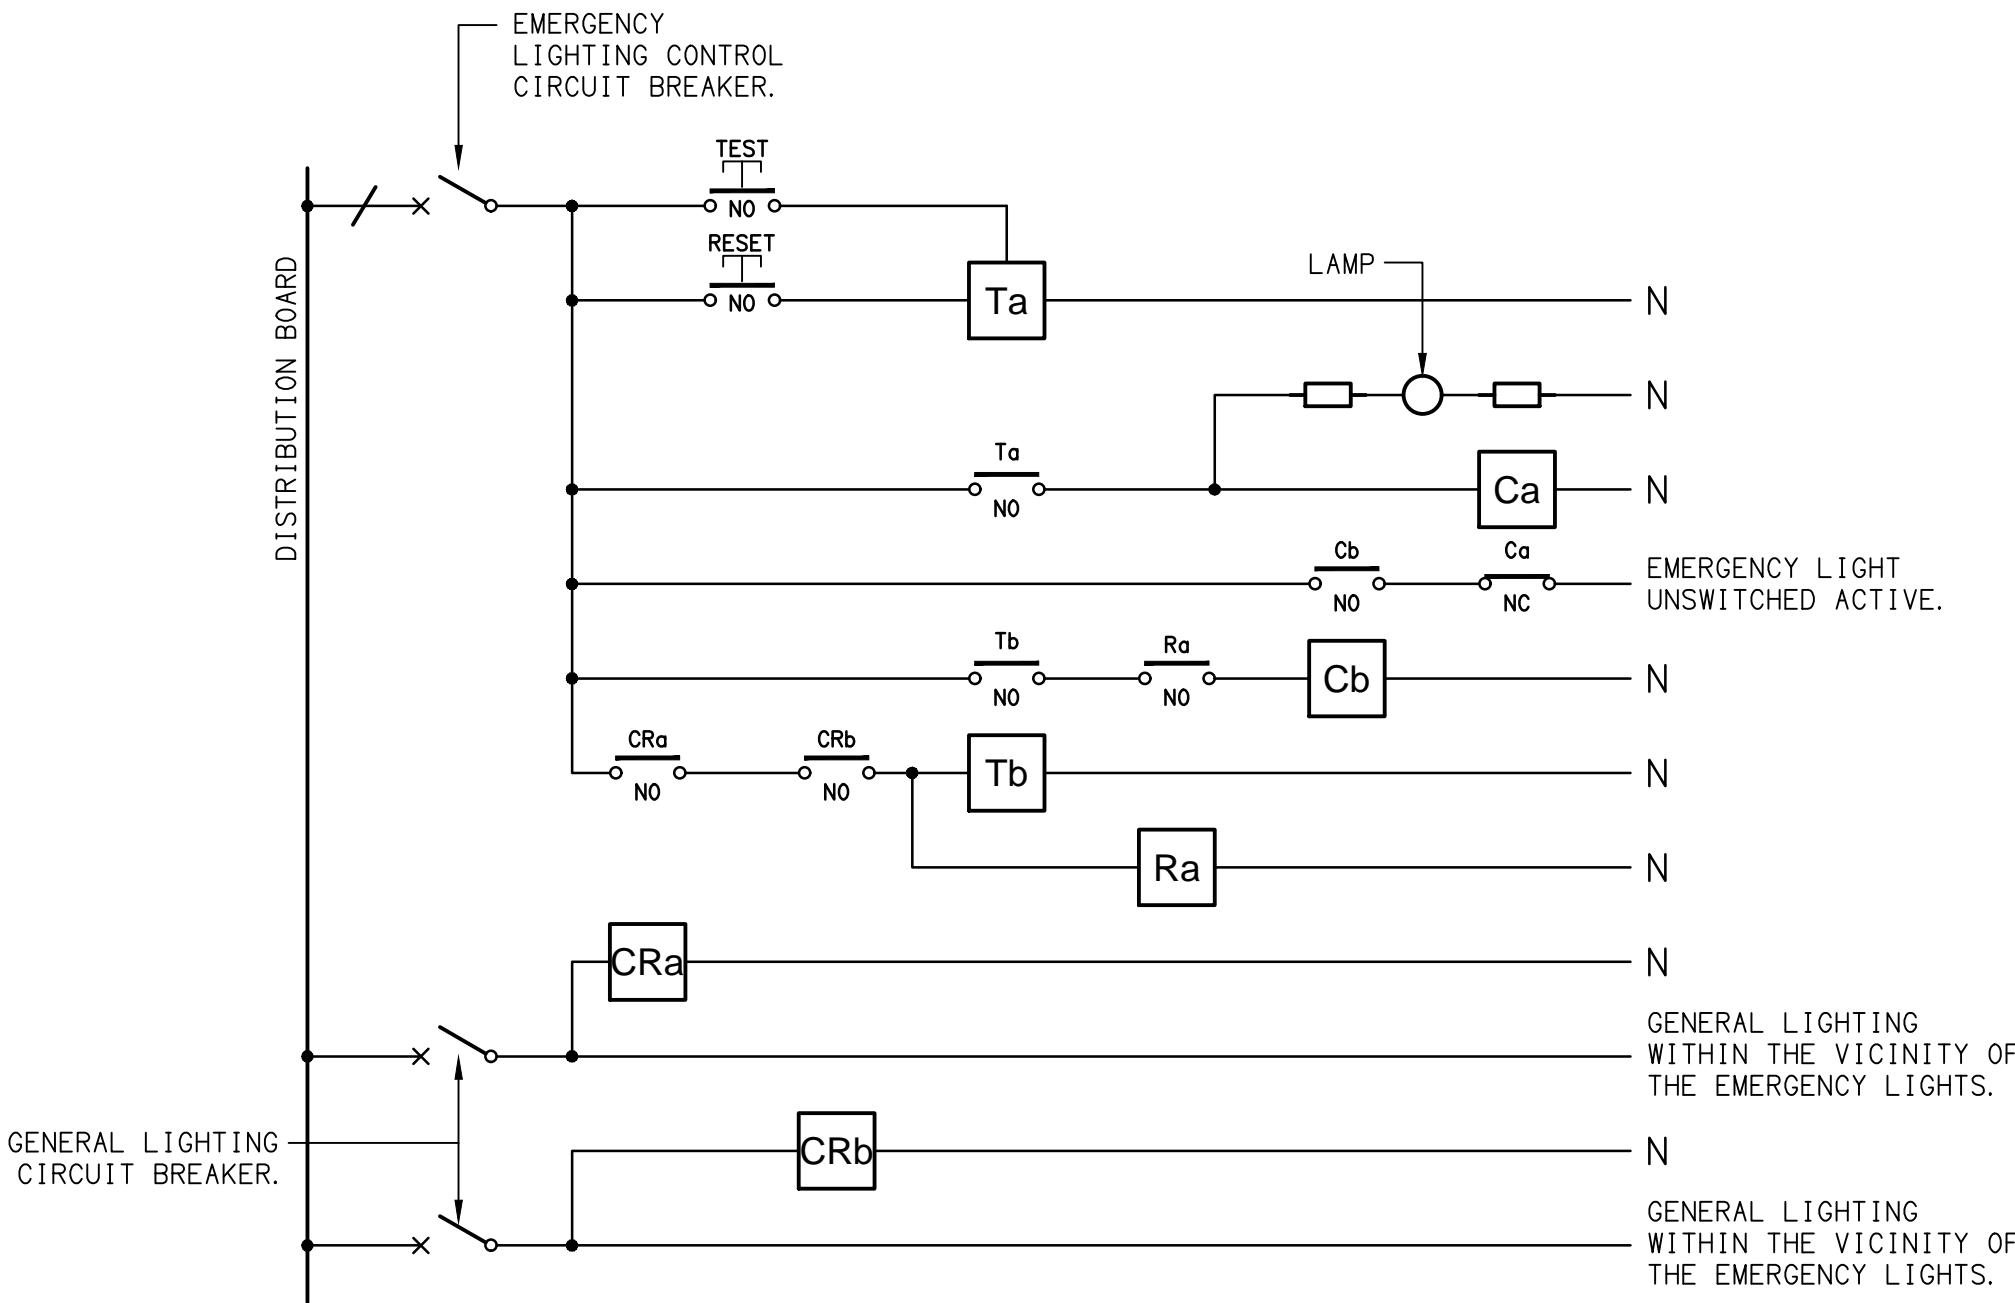 EMERGENCY
LIGHTING CONTROL
CIRCUIT BREAKER.
TEST
NO
RESET
NO
Ta
N
LAMP
N
DISTRIBUTION BOARD
Ta
NO
Ca
N
Cb
NO
Ca
NC
EMERGENCY LIGHT
UNSWITCHED ACTIVE.
Tb
NO
Ra
NO
Cb
N
CRa
NO
CRb
NO
Tb
N
Ra
N
CRa
N
GENERAL LIGHTING
WITHIN THE VICINITY OF
THE EMERGENCY LIGHTS.
GENERAL LIGHTING
CIRCUIT BREAKER.
CRb
N
GENERAL LIGHTING
WITHIN THE VICINITY OF
THE EMERGENCY LIGHTS.